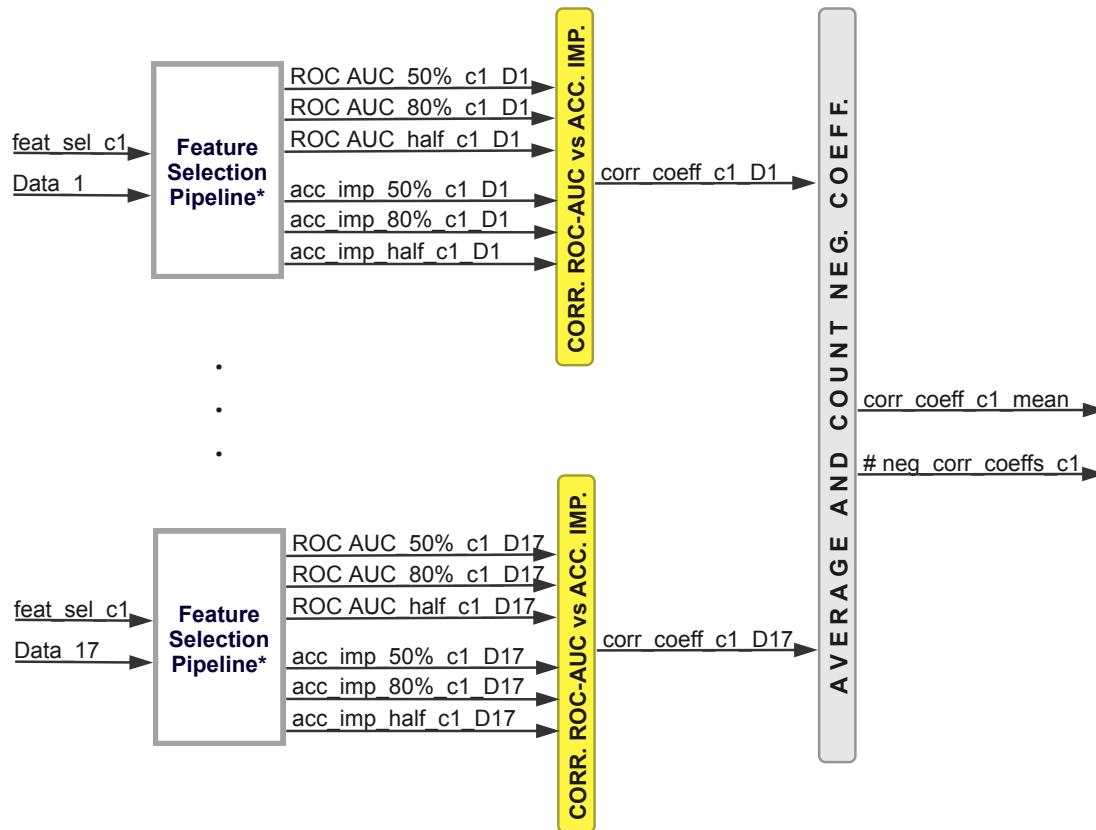 feat_sel_c1
Data_1
Feature
Selection
Pipeline*
ROC AUC_50%_c1_D1
ROC AUC_80%_c1_D1
ROC AUC_half_c1_D1
acc_imp_50%_c1_D1
acc_imp_80%_c1_D1
acc_imp_half_c1_D1
CORR. ROC-AUC vs ACC. IMP.
corr_coeff_c1_D1
.
.
.
feat_sel_c1
Data_17
Feature
Selection
Pipeline*
ROC AUC_50%_c1_D17
ROC AUC_80%_c1_D17
ROC AUC_half_c1_D17
acc_imp_50%_c1_D17
acc_imp_80%_c1_D17
acc_imp_half_c1_D17
CORR. ROC-AUC vs ACC. IMP.
corr_coeff_c1_D17
AVERAGE AND COUNT NEG. COEFF.
corr_coeff_c1_mean
# neg_corr_coeffs_c1